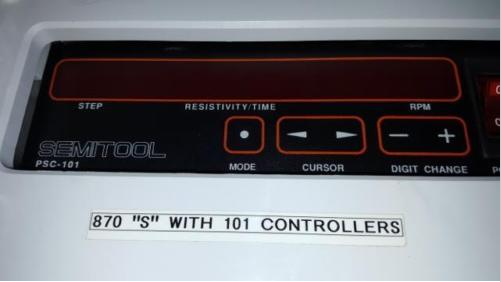 STEP RESISTIVITY/TIME RPM
SEMITOOL
PSC-101
MODE CURSOR DIGIT CHANGE
870 "S" WITH 101 CONTROLLERS